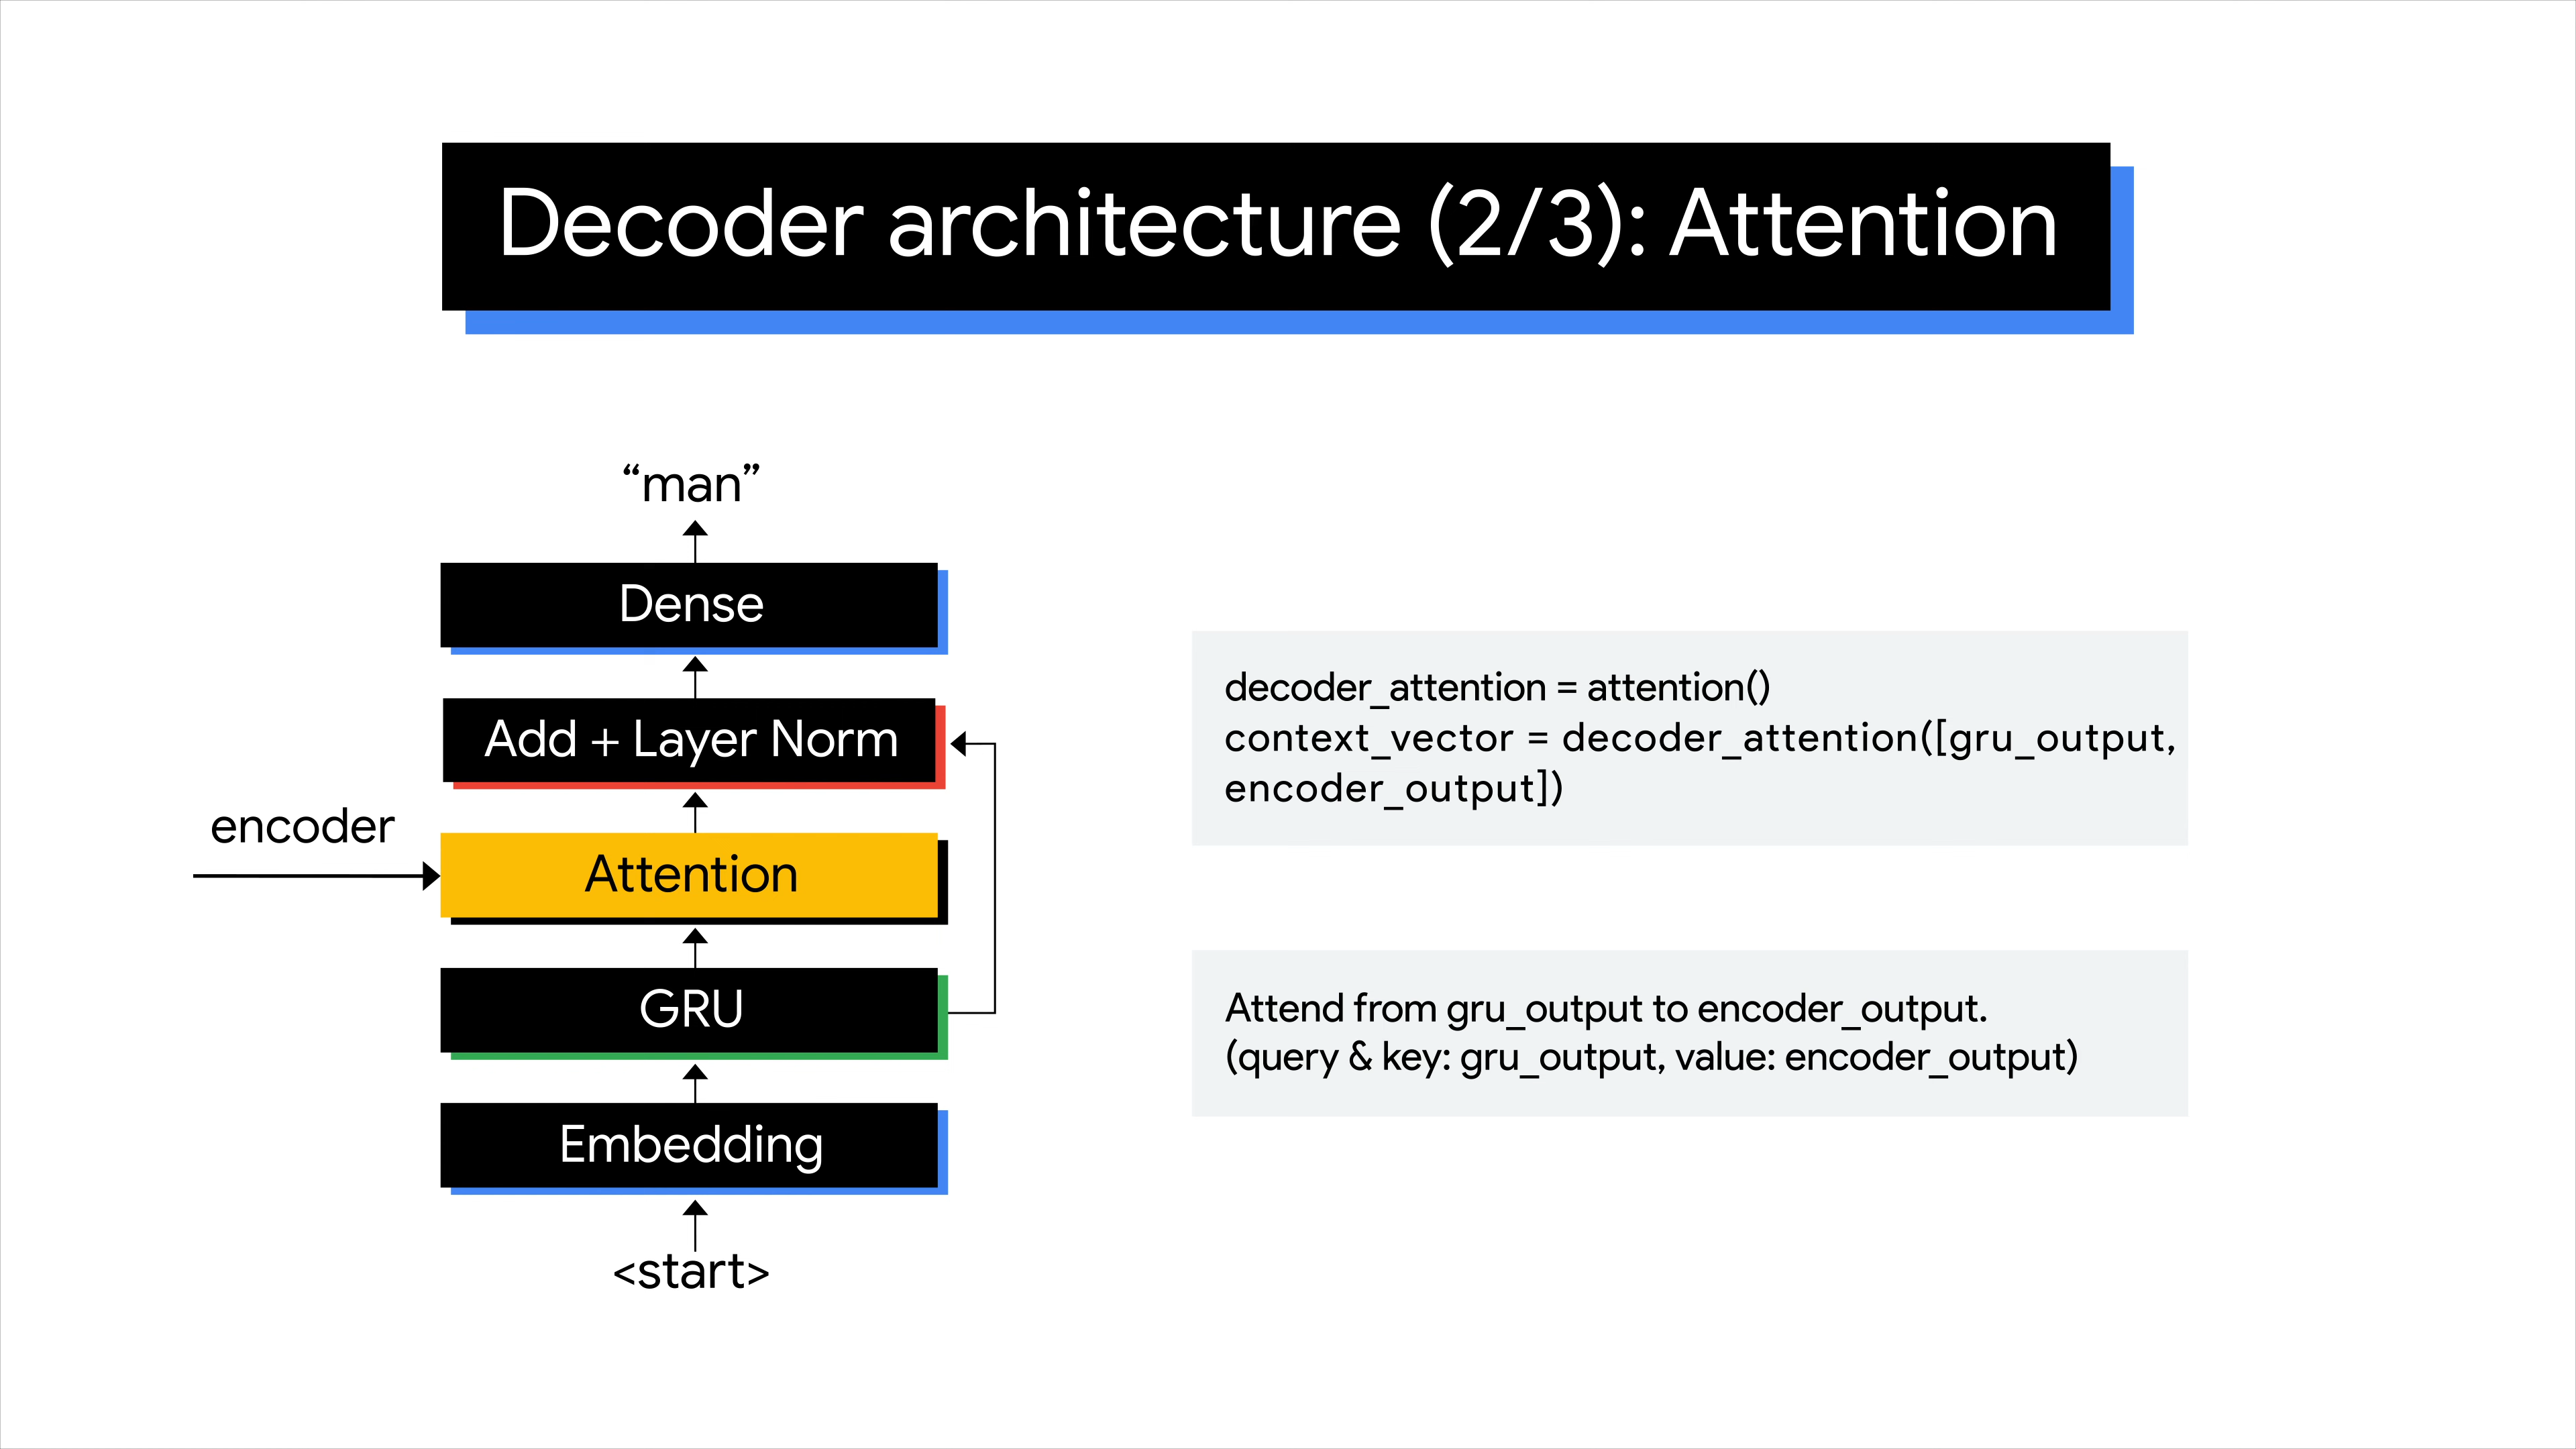 Decoder architecture (2/3): Attention
“man”
Dense
Add + Layer Norm
encoder
Attention
GRU
Embedding
<start>
decoder_attention = attention()
context_vector = decoder_attention([gru_output,
encoder_output])
Attend from gru_output to encoder_output.
(query & key: gru_output, value: encoder_output)